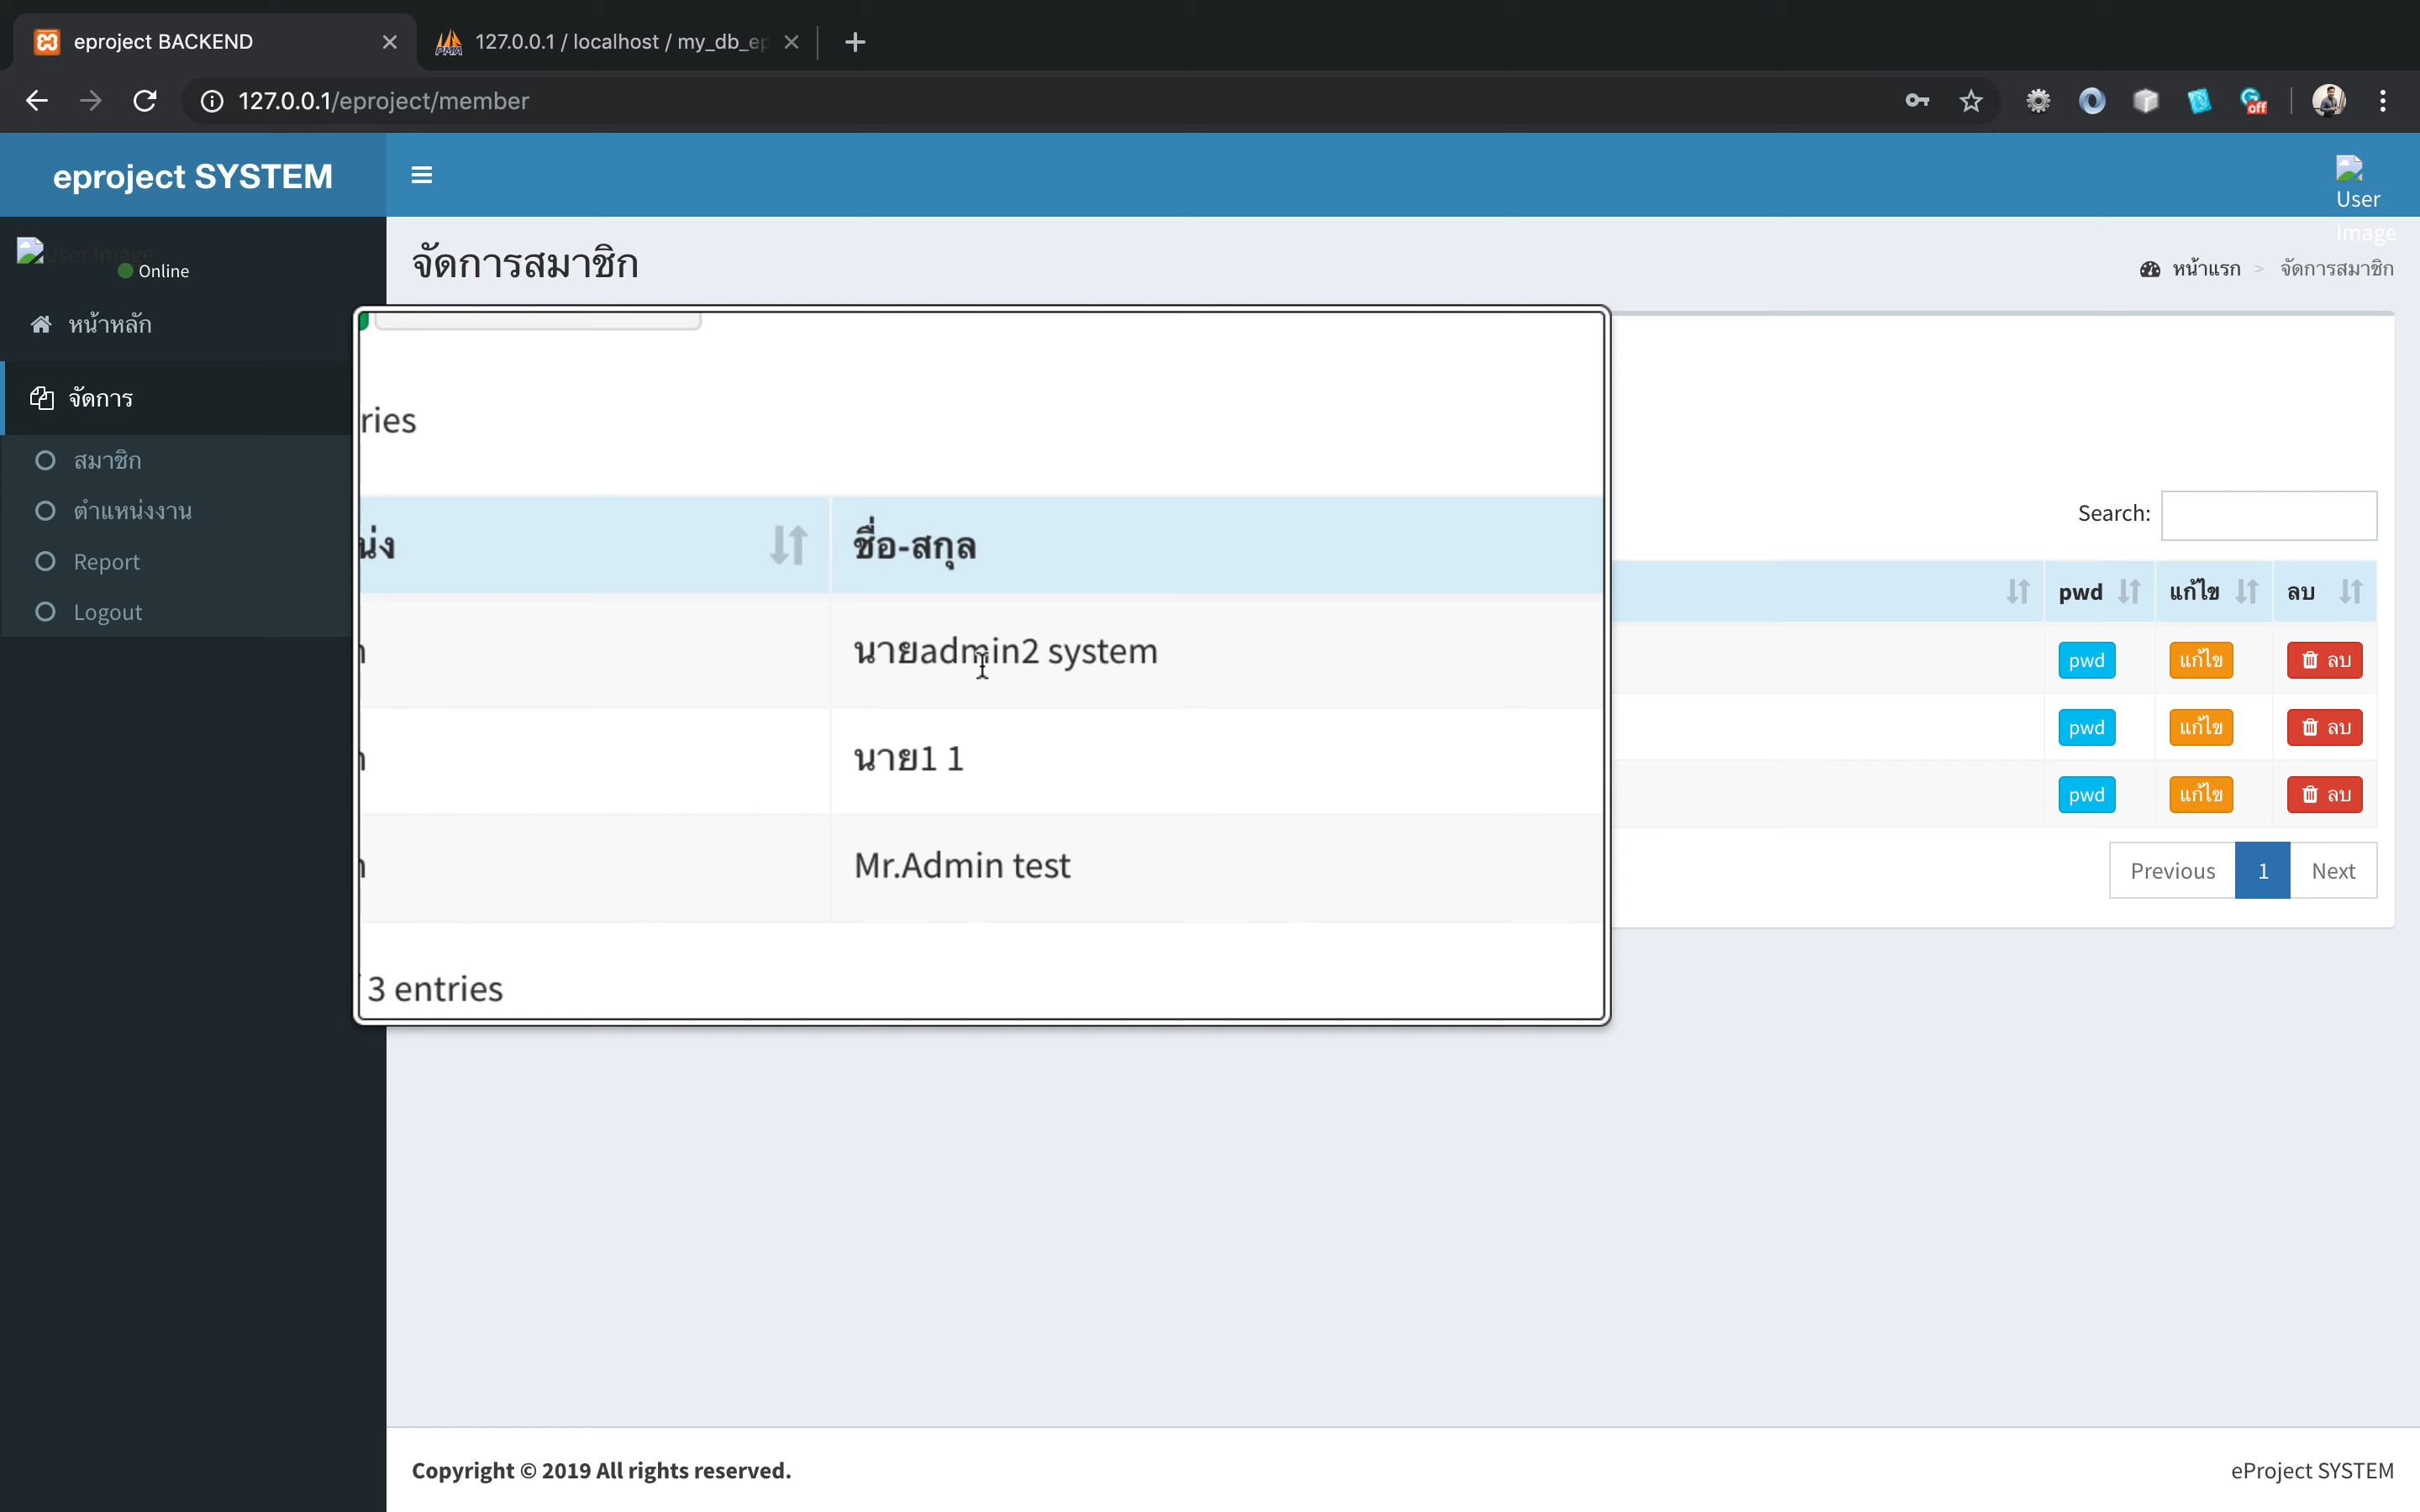 eproject BACKEND
127.0.0.1 / localhost / my_db_ep
127.0.0.1/eproject/member
off
eproject SYSTEM
User
Image
User Image
Online
จัดการสมาชิก
หน้าแรก > จัดการสมาชิก
หน้าหลัก
จัดการ
สมาชิก
ตำแหน่งงาน
Report
Logout
ries
Search:
น่ง
ชื่อ-สกุล
pwd
แก้ไข
ลบ
นายadmin2 system
pwd
แก้ไข
ลบ
นาย1 1
pwd
แก้ไข
ลบ
Mr.Admin test
pwd
แก้ไข
ลบ
3 entries
Previous
1
Next
Copyright © 2019 All rights reserved.
eProject SYSTEM